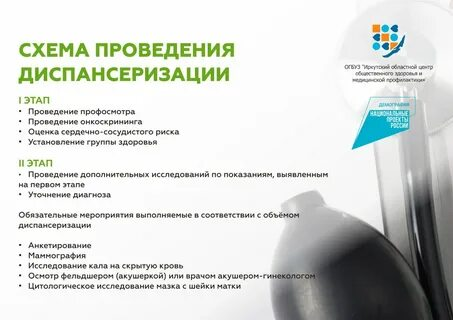 СХЕМА ПРОВЕДЕНИЯ
ДИСПАНСЕРИЗАЦИИ
ОГБУЗ "Иркутский областной центр
общественного здоровья и
медицинской профилактики»
ДЕМОГРАФИЯ
НАЦИОНАЛЬНЫЕ
ПРОЕКТЫ
РОССИИ
I ЭТАП
• Проведение профосмотра
• Проведение онкоскрининга
• Оценка сердечно-сосудистого риска
• Установление группы здоровья
II ЭТАП
• Проведение дополнительных исследований по показаниям, выявленным
на первом этапе
• Уточнение диагноза
Обязательные мероприятия выполняемые в соответствии с объёмом
диспансеризации
• Анкетирование
• Маммография
• Исследование кала на скрытую кровь
• Осмотр фельдшером (акушеркой) или врачом акушером-гинекологом
• Цитологическое исследование мазка с шейки матки